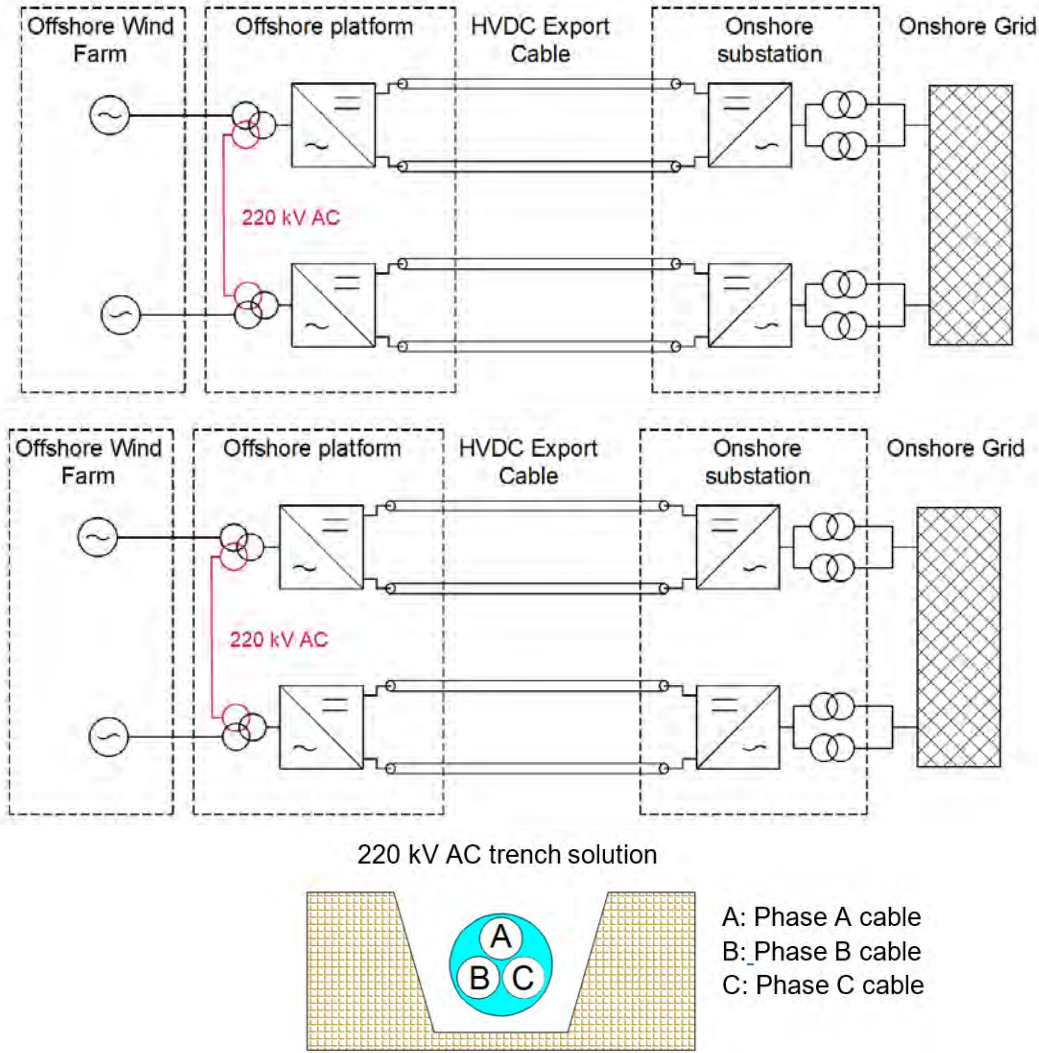 Offshore Wind
Farm
Offshore platform
HVDC Export
Cable
Onshore
substation
Onshore Grid
220 kV AC
Offshore Wind
Farm
Offshore platform
HVDC Export
Cable
Onshore
substation
Onshore Grid
220 kV AC
220 kV AC trench solution
A
B
C
A: Phase A cable
B: Phase B cable
C: Phase C cable